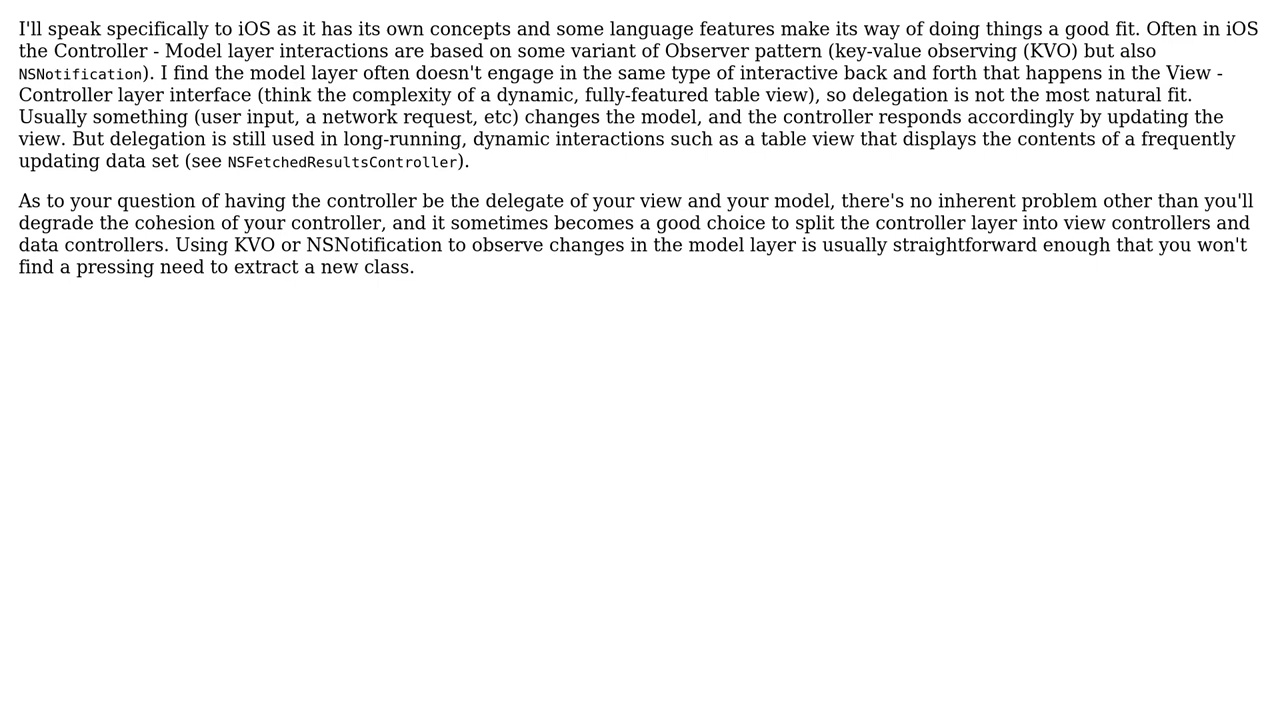 I'll speak specifically to iOS as it has its own concepts and some language features make its way of doing things a good fit. Often in iOS
the Controller - Model layer interactions are based on some variant of Observer pattern (key-value observing (KVO) but also
NSNotification). I find the model layer often doesn't engage in the same type of interactive back and forth that happens in the View -
Controller layer interface (think the complexity of a dynamic, fully-featured table view), so delegation is not the most natural fit.
Usually something (user input, a network request, etc) changes the model, and the controller responds accordingly by updating the
view. But delegation is still used in long-running, dynamic interactions such as a table view that displays the contents of a frequently
updating data set (see NSFetchedResultsController).
As to your question of having the controller be the delegate of your view and your model, there's no inherent problem other than you'll
degrade the cohesion of your controller, and it sometimes becomes a good choice to split the controller layer into view controllers and
data controllers. Using KVO or NSNotification to observe changes in the model layer is usually straightforward enough that you won't
find a pressing need to extract a new class.